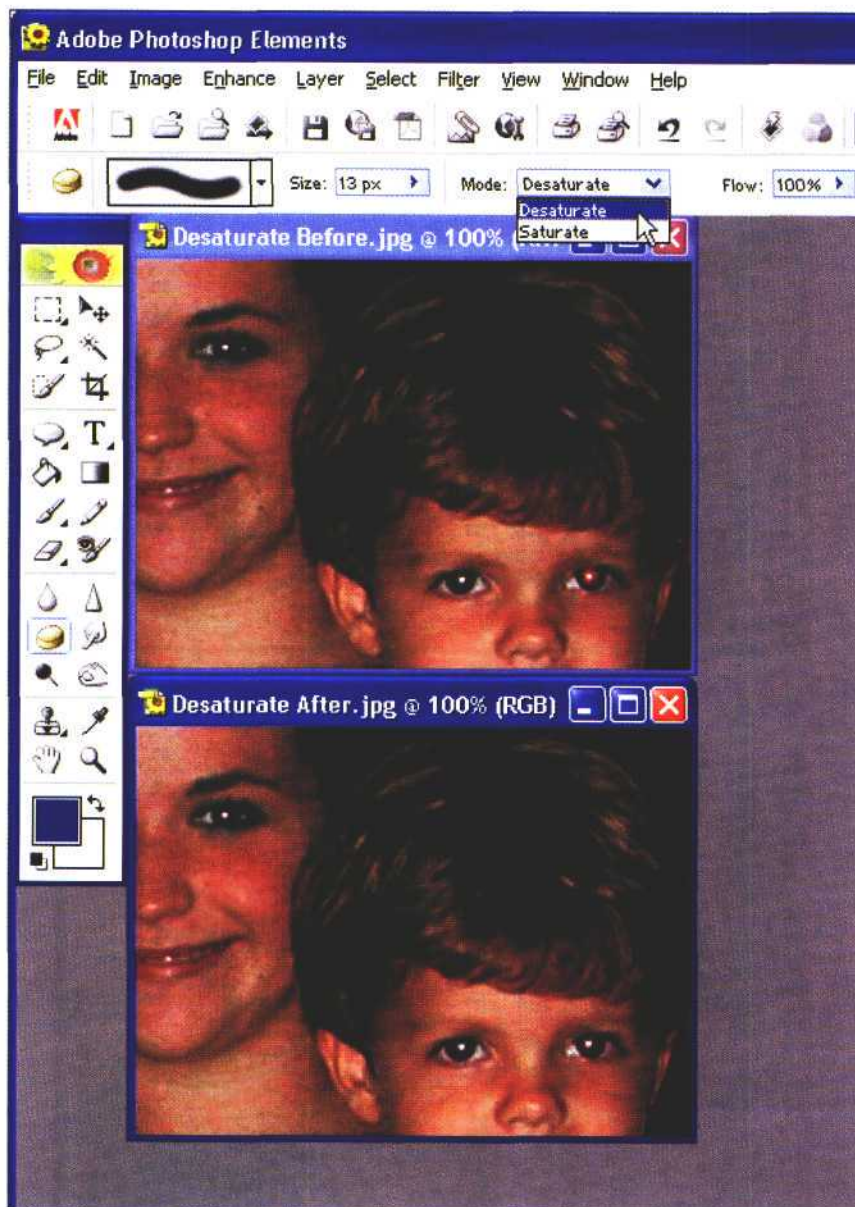 Adobe Photoshop Elements
File Edit Image Enhance Layer Select Filter View Window Help
Adobe
Size: 13 px Mode: Desaturate Flow: 100%
Desaturate
Saturate
Desaturate Before.jpg @ 100%
T
Desaturate After.jpg @ 100% (RGB)